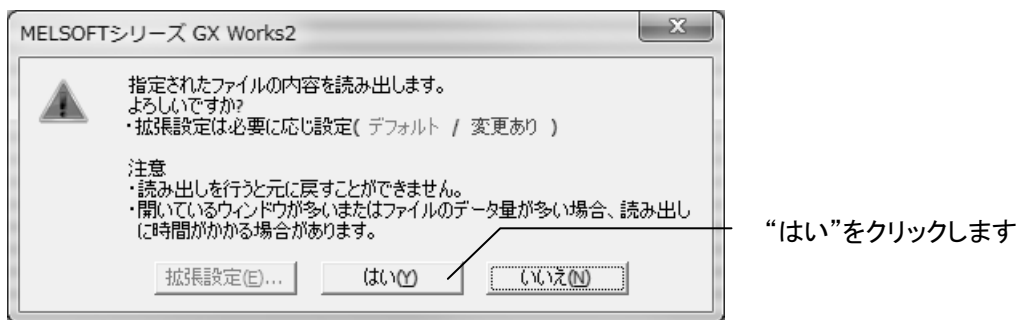 MELSOFTシリーズ GX Works2
指定されたファイルの内容を読み出します。
よろしいですか?
・拡張設定は必要に応じ設定( デフォルト / 変更あり )
注意
・読み出しを行うと元に戻すことができません。
・開いているウィンドウが多いまたはファイルのデータ量が多い場合、読み出し
に時間がかかる場合があります。
“はい”をクリックします
拡張設定(E)... はい(Y) いいえ(N)